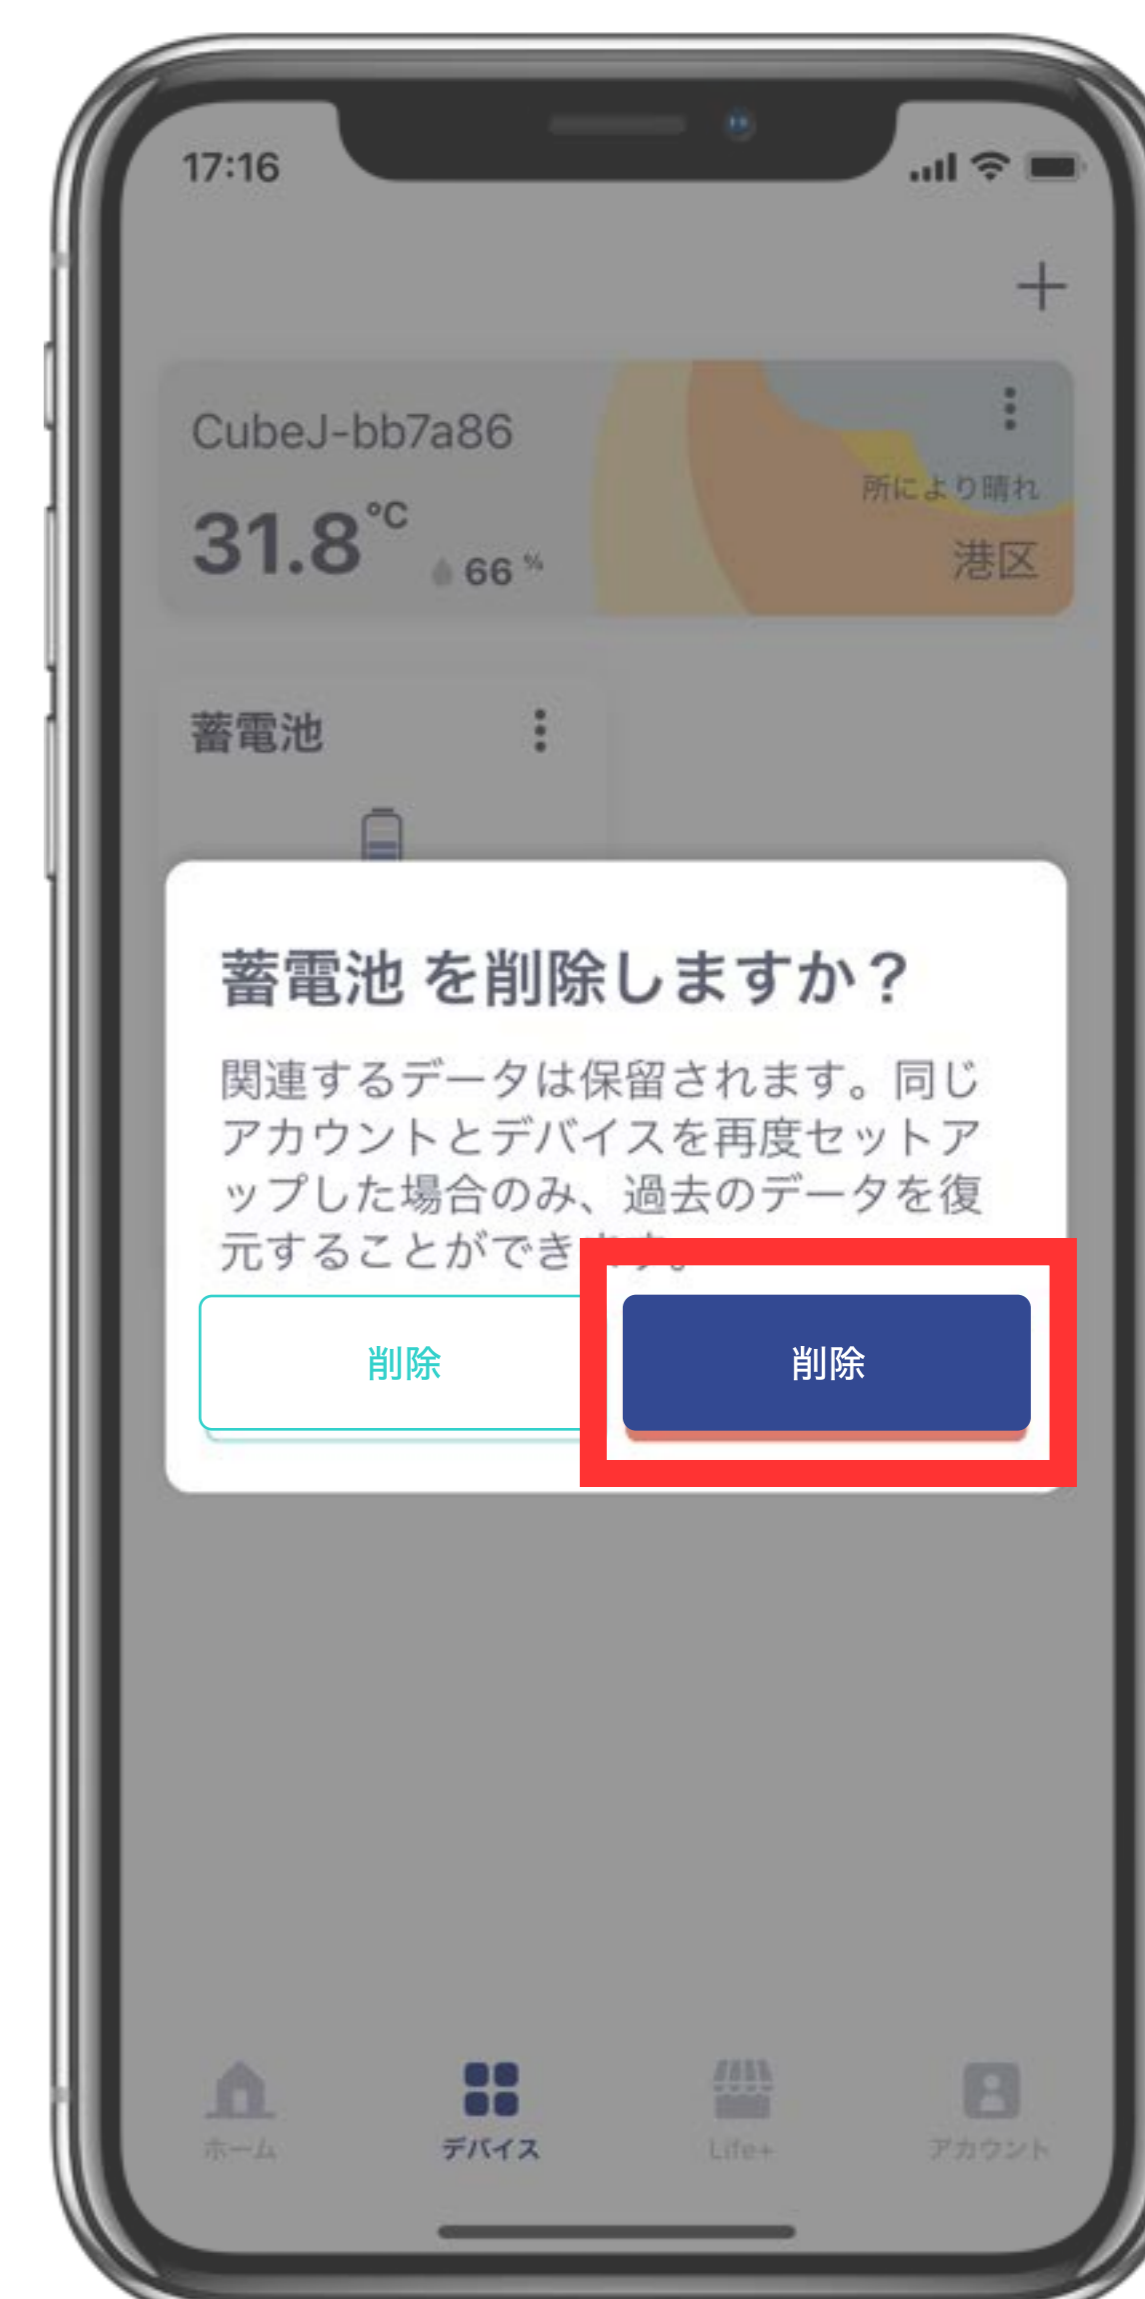 17:16
CubeJ-bb7a86
所により晴れ
31.8°C
66%
港区
蓄電池
蓄電池 を削除しますか？
関連するデータは保留されます。同じ
アカウントとデバイスを再度セットア
ップした場合のみ、過去のデータを復
元することができます。
削除
削除
ホーム
デバイス
Life+
アカウント